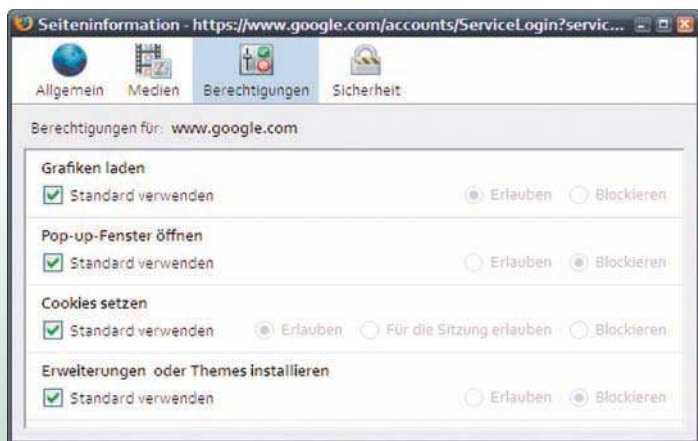 Seiteninformation - https://www.google.com/accounts/ServiceLogin?servic...
Allgemein Medien Berechtigungen Sicherheit
Berechtigungen für: www.google.com
Grafiken laden
Standard verwenden Erlauben Blockieren
Pop-up-Fenster öffnen
Standard verwenden Erlauben Blockieren
Cookies setzen
Standard verwenden Erlauben Für die Sitzung erlauben Blockieren
Erweiterungen oder Themes installieren
Standard verwenden Erlauben Blockieren